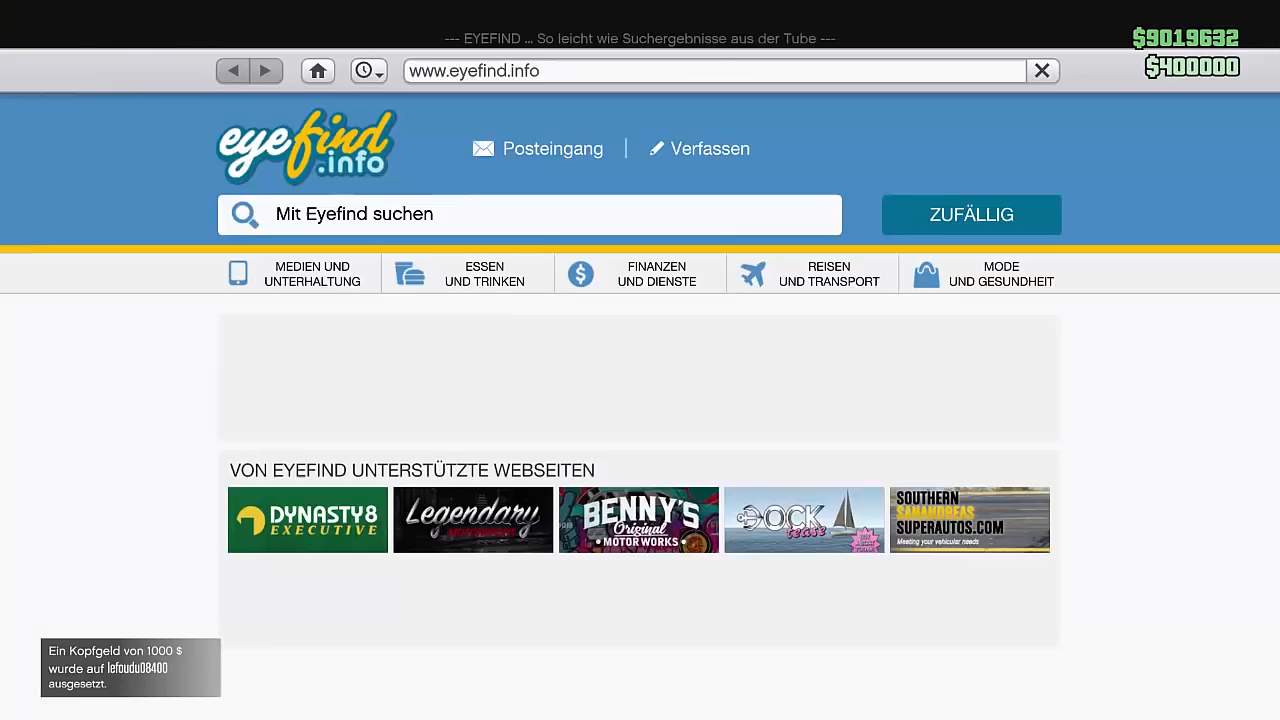 --- EYEFIND ... So leicht wie Suchergebnisse aus der Tube ---
$9019632
$400000
www.eyefind.info
eyefind
.info
Posteingang
Verfassen
Mit Eyefind suchen
ZUFÄLLIG
MEDIEN UND
UNTERHALTUNG
ESSEN
UND TRINKEN
FINANZEN
UND DIENSTE
REISEN
UND TRANSPORT
MODE
UND GESUNDHEIT
VON EYEFIND UNTERSTÜTZTE WEBSEITEN
DYNASTY8
EXECUTIVE
Legendary
MOTORSPORT
BENNY'S
Original
MOTOR WORKS
DOCK
tease
SOUTHERN
SANANDREAS
SUPERAUTOS.COM
Meeting your vehicular needs
Ein Kopfgeld von 1000 $
wurde auf lefoudu08400
ausgesetzt.